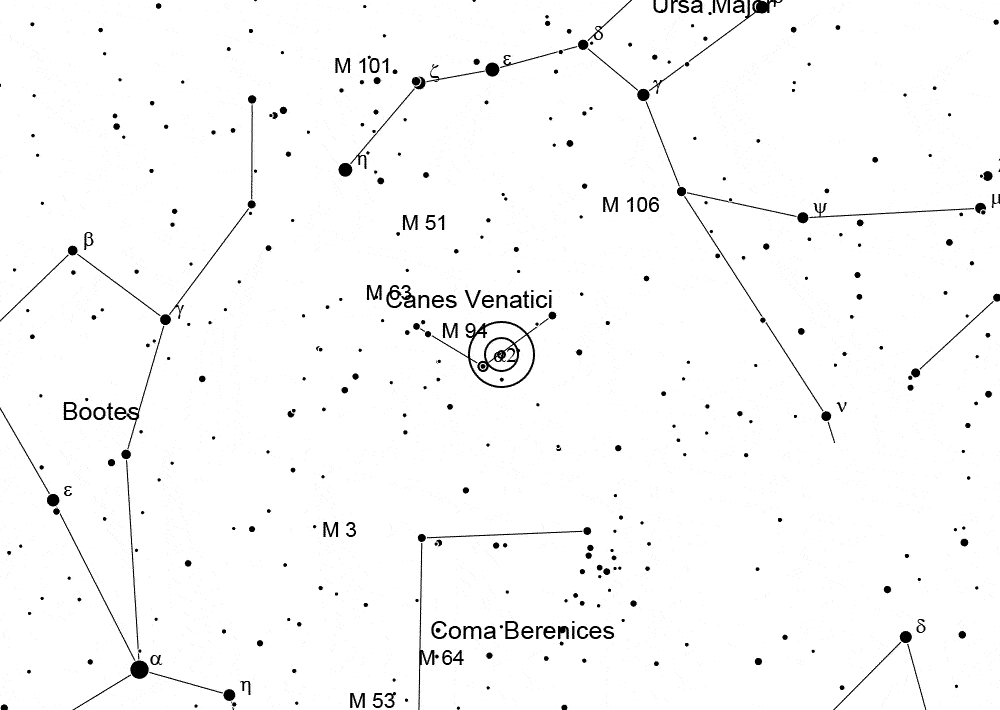 Ursa Major
β
δ
ε
M 101
ζ
γ
η
M 106
ψ
μ
λ
M 51
β
M 63
Canes Venatici
γ
M 94
α2
Bootes
ν
ε
M 3
Coma Berenices
δ
M 64
α
η
M 53